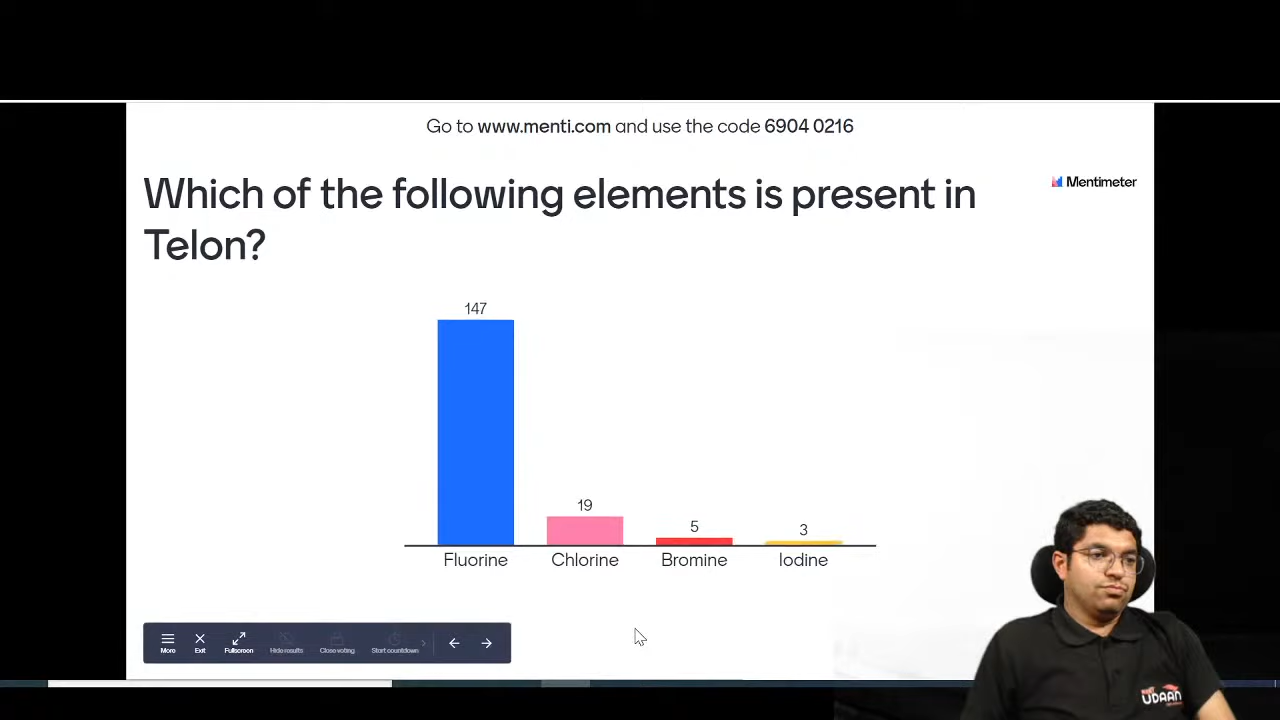 Go to www.menti.com and use the code 6904 0216
Which of the following elements is present in
Telon?
Mentimeter
147
19
5
3
Fluorine
Chlorine
Bromine
Iodine
More
Exit
Fullscreen
Hide results
Close voting
Start countdown
UDAAN